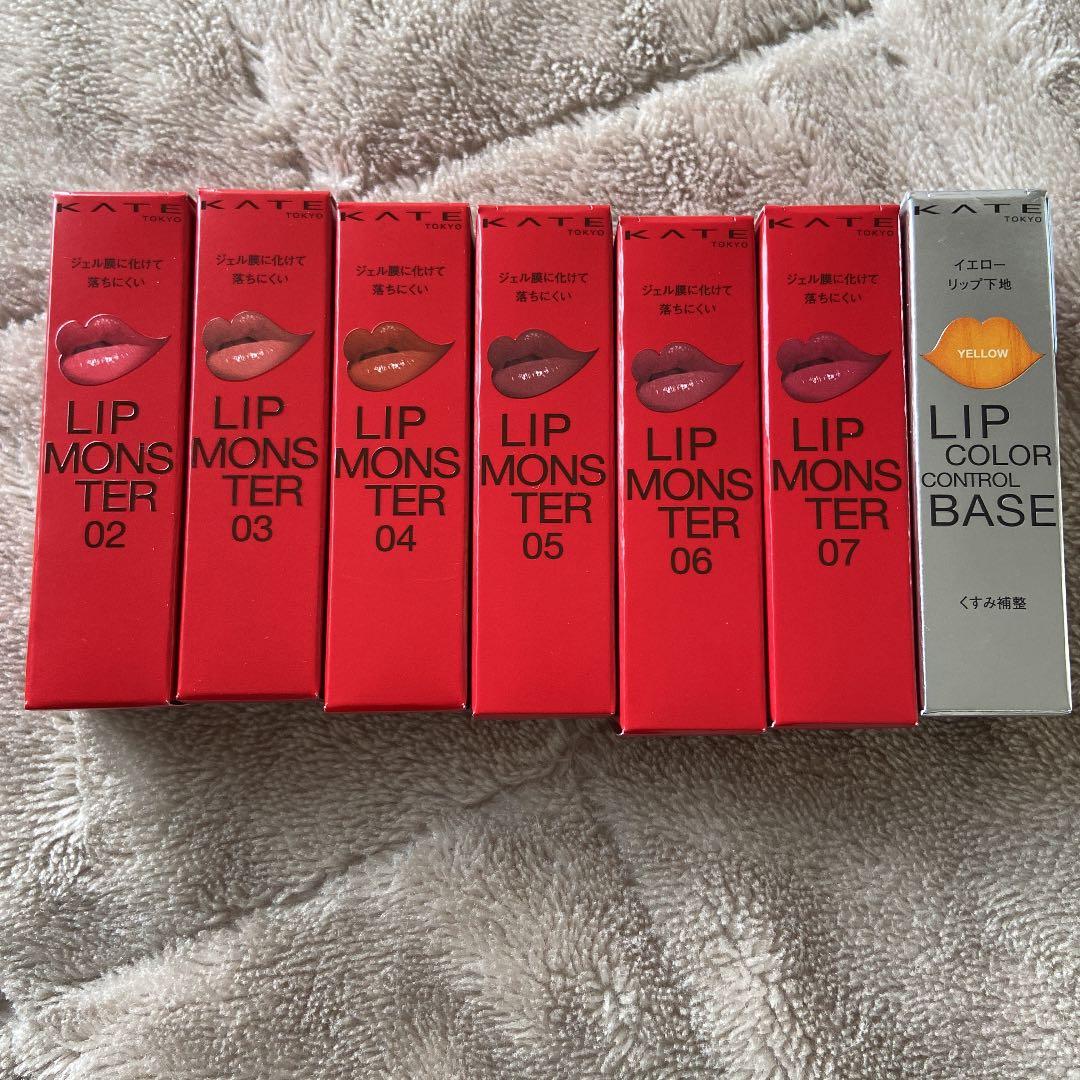 KATE
TOKYO
ジェル膜に化けて
落ちにくい
LIP
MONS
TER
02
KATE
TOKYO
ジェル膜に化けて
落ちにくい
LIP
MONS
TER
03
KATE
TOKYO
ジェル膜に化けて
落ちにくい
LIP
MONS
TER
04
KATE
TOKYO
ジェル膜に化けて
落ちにくい
LIP
MONS
TER
05
KATE
TOKYO
ジェル膜に化けて
落ちにくい
LIP
MONS
TER
06
KATE
TOKYO
ジェル膜に化けて
落ちにくい
LIP
MONS
TER
07
KATE
TOKYO
イエロー
リップ下地
YELLOW
LIP
COLOR
CONTROL
BASE
くすみ補整